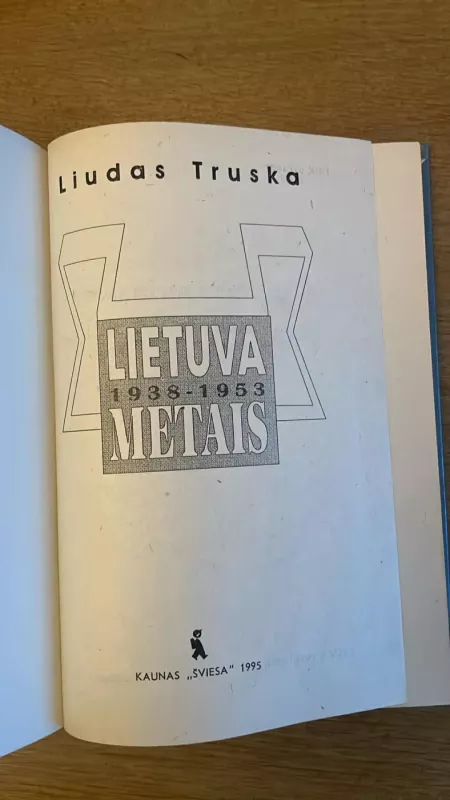 Liudas Truska
LIETUVA
1938-1953
METAIS
KAUNAS „ŠVIESA" 1995